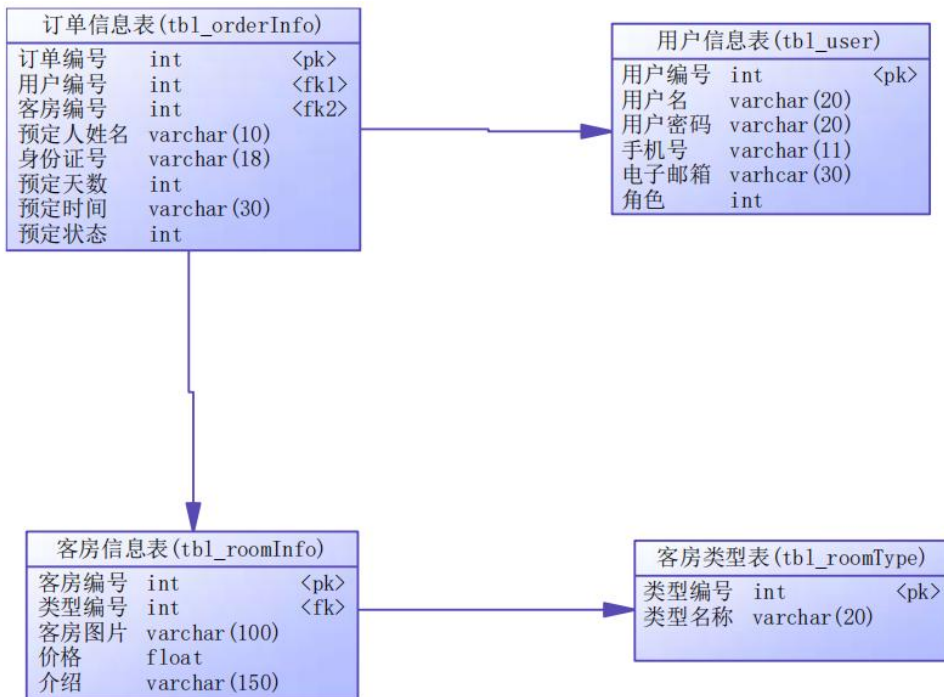 订单信息表(tbl_orderInfo)
订单编号 int <pk>
用户编号 int <fk1>
客房编号 int <fk2>
预定人姓名 varchar(10)
身份证号 varchar(18)
预定天数 int
预定时间 varchar(30)
预定状态 int
用户信息表(tbl_user)
用户编号 int <pk>
用户名 varchar(20)
用户密码 varchar(20)
手机号 varchar(11)
电子邮箱 varhcar(30)
角色 int
客房信息表(tbl_roomInfo)
客房编号 int <pk>
类型编号 int <fk>
客房图片 varchar(100)
价格 float
介绍 varchar(150)
客房类型表(tbl_roomType)
类型编号 int <pk>
类型名称 varchar(20)